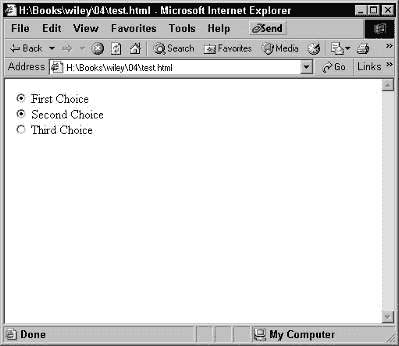 H:\Books\wiley\04\test.html - Microsoft Internet Explorer
File Edit View Favorites Tools Help Send
Back Search Favorites Media »
Address H:\Books\wiley\04\test.html Go Links »
First Choice
Second Choice
Third Choice
Done My Computer